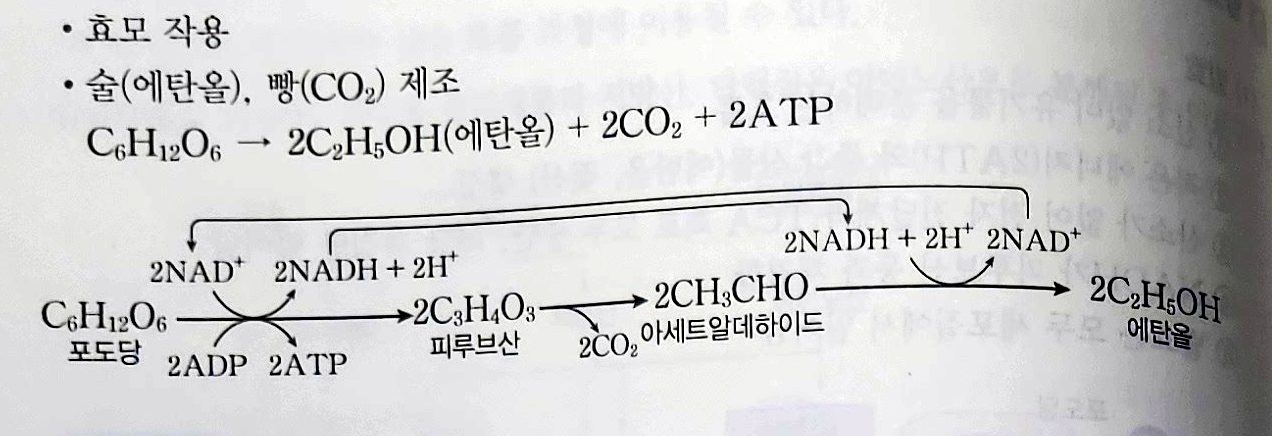 • 효모 작용
• 술(에탄올), 빵(CO₂) 제조
C₆H₁₂O₆ → 2C₂H₅OH(에탄올) + 2CO₂ + 2ATP
2NAD⁺ 2NADH + 2H⁺ 2NADH + 2H⁺ 2NAD⁺
C₆H₁₂O₆ 2C₃H₄O₃ 2CH₃CHO 2C₂H₅OH
포도당 피루브산 2CO₂ 아세트알데하이드 에탄올
2ADP 2ATP